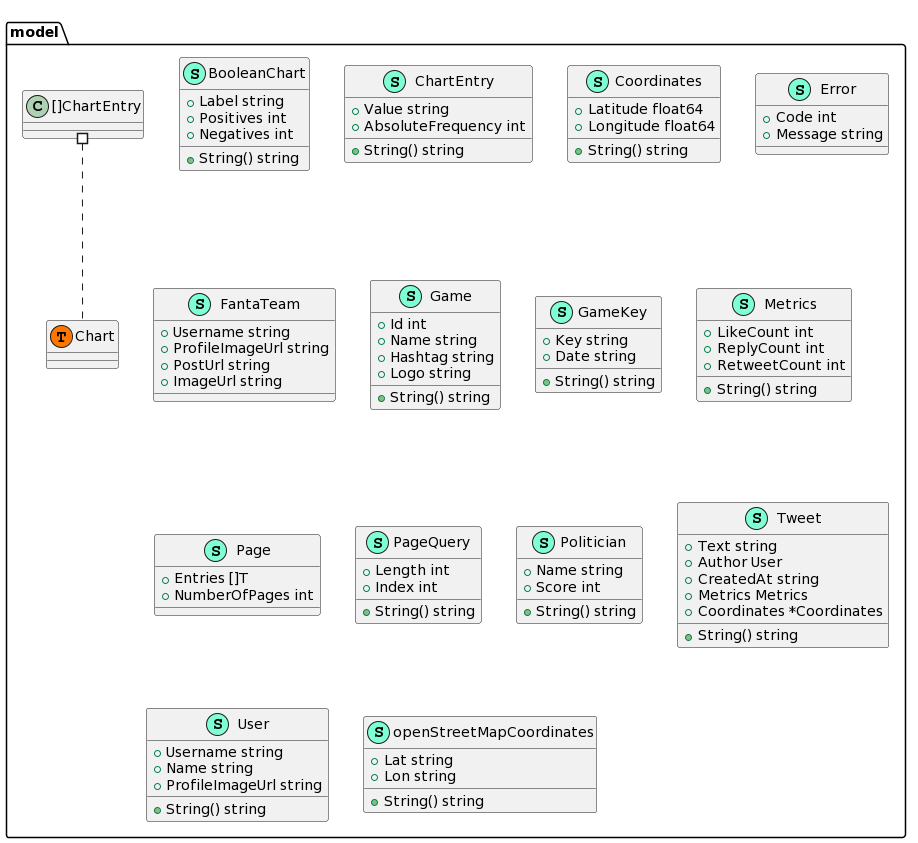 model
C []ChartEntry
S BooleanChart
Label string
Positives int
Negatives int
String() string
S ChartEntry
Value string
AbsoluteFrequency int
String() string
S Coordinates
Latitude float64
Longitude float64
String() string
S Error
Code int
Message string
T Chart
S FantaTeam
Username string
ProfileImageUrl string
PostUrl string
ImageUrl string
S Game
Id int
Name string
Hashtag string
Logo string
String() string
S GameKey
Key string
Date string
String() string
S Metrics
LikeCount int
ReplyCount int
RetweetCount int
String() string
S Page
Entries []T
NumberOfPages int
S PageQuery
Length int
Index int
String() string
S Politician
Name string
Score int
String() string
S Tweet
Text string
Author User
CreatedAt string
Metrics Metrics
Coordinates *Coordinates
String() string
S User
Username string
Name string
ProfileImageUrl string
String() string
S openStreetMapCoordinates
Lat string
Lon string
String() string